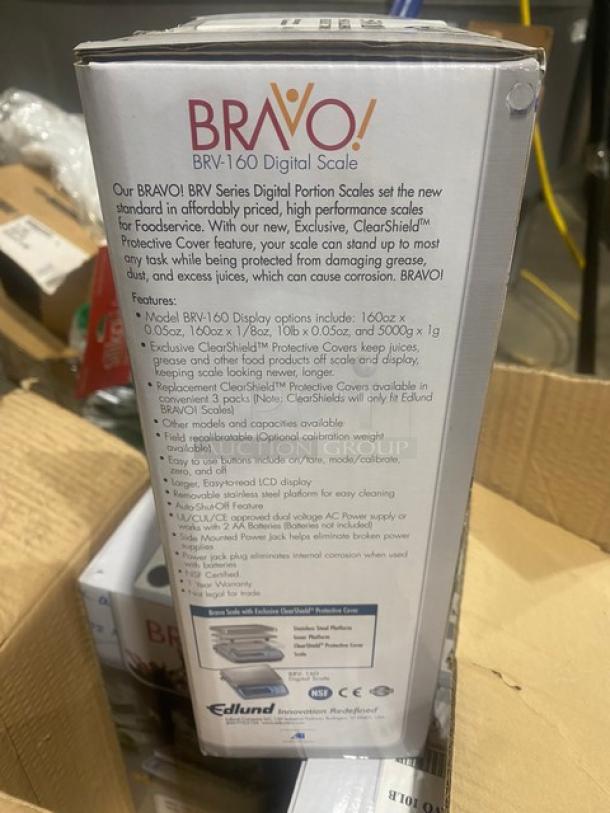 BRAVO!
BRV-160 Digital Scale
Our BRAVO! BRV Series Digital Portion Scales set the new
standard in affordably priced, high performance scales
for Foodservice. With our new, Exclusive, ClearShield™
Protective Cover feature, your scale can stand up to most
any task while being protected from damaging grease,
dust, and excess juices, which can cause corrosion. BRAVO!
Features:
• Model BRV-160 Display options include: 160oz x
0.05oz, 160oz x 1/8oz, 10lb x 0.05oz, and 5000g x 1g
• Exclusive ClearShield™ Protective Covers keep juices,
grease and other food products off scale and display,
keeping scale looking newer, longer.
• Replacement ClearShield™ Protective Covers available in
convenient 3 packs (Note: ClearShields will only fit Edlund
BRAVO! Scales)
• Other models and capacities available
• Field recalibratable (Optional calibration weight
available)
• Easy to use buttons include on/tare, mode/calibrate,
zero, and off
• Larger, Easy-to-read LCD display
• Removable stainless steel platform for easy cleaning
• Auto-Shut-Off Feature
• UL/CUL/CE approved dual voltage AC Power supply or
works with 2 AA Batteries (Batteries not included)
• Side Mounted Power Jack helps eliminate broken power
supplies
• Power jack plug eliminates internal corrosion when used
with batteries
• NSF Certified
• 1 Year Warranty
• Not legal for trade
AUCTION GROUP
Bravo Scale with Exclusive ClearShield™ Protective Cover
Stainless Steel Platform
Inner Platform
ClearShield™ Protective Cover
Scale
BRV-160
Digital Scale
NSF CE
Edlund Innovation Redefined
BR
VO 10LB